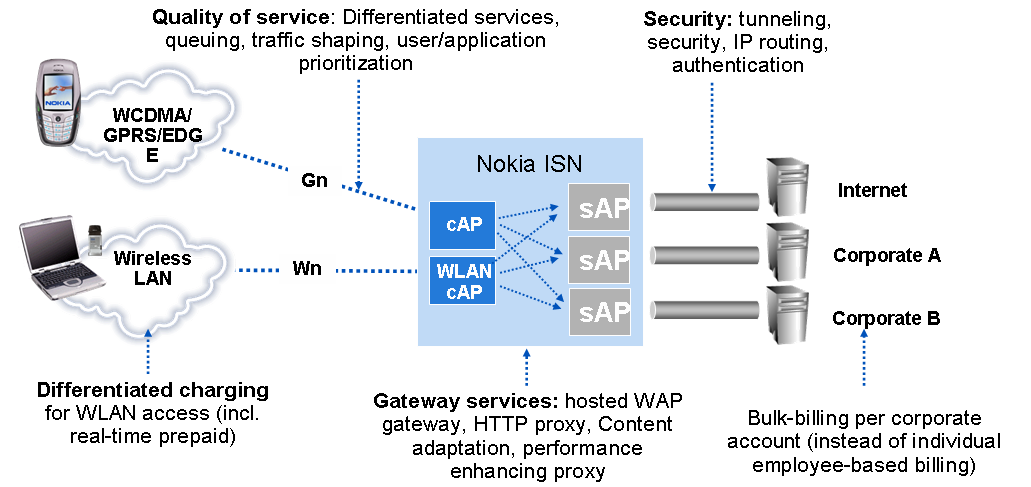 Quality of service: Differentiated services,
queuing, traffic shaping, user/application
prioritization
Security: tunneling,
security, IP routing,
authentication
NOKIA
WCDMA/
GPRS/EDG
E
Gn
Nokia ISN
cAP
sAP
Internet
Wireless
LAN
Wn
WLAN
cAP
sAP
Corporate A
sAP
Corporate B
Differentiated charging
for WLAN access (incl.
real-time prepaid)
Gateway services: hosted WAP
gateway, HTTP proxy, Content
adaptation, performance
enhancing proxy
Bulk-billing per corporate
account (instead of individual
employee-based billing)